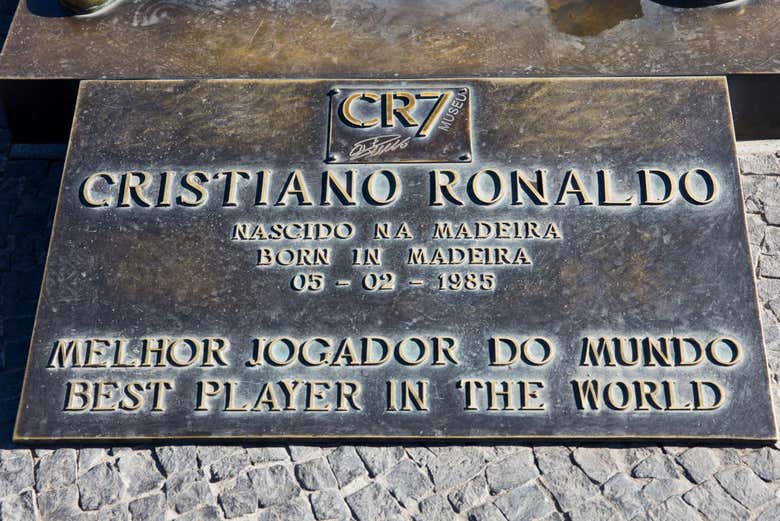 CR7
MUSEU
CRISTIANO RONALDO
NASCIDO NA MADEIRA
BORN IN MADEIRA
05 - 02 - 1985
MELHOR JOGADOR DO MUNDO
BEST PLAYER IN THE WORLD